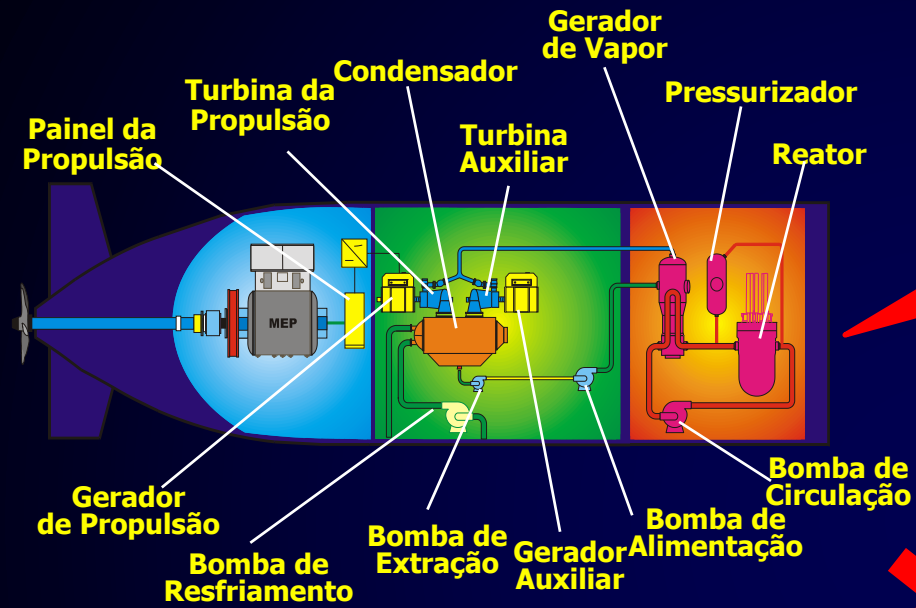 Gerador
de Vapor
Condensador
Turbina da
Propulsão
Pressurizador
Painel da
Propulsão
Turbina
Auxiliar
Reator
MEP
Gerador
de Propulsão
Bomba de
Resfriamento
Bomba de
Extração
Gerador
Auxiliar
Bomba de
Alimentação
Bomba de
Circulação